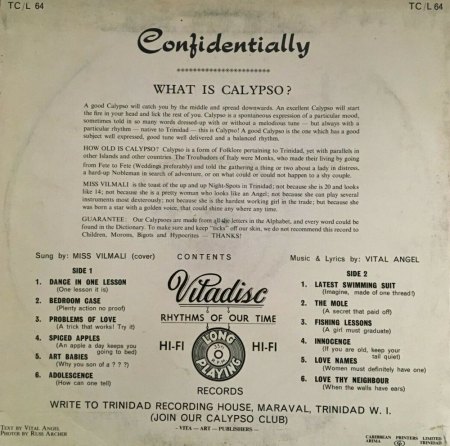 TC/L 64
TC/L 64
Confidentially
WHAT IS CALYPSO?
A good Calypso will catch you by the middle and spread downwards. An excellent Calypso will start
the fire in your head and lick the rest of you. Calypso is a spontaneous expression of a particular mood,
sometimes told in so many words dressed-up with or without a melodious tune — but always with a
particular rhythm — native to Trinidad — this is Calypso! A good Calypso is the one which has a good
subject well expressed, good tune well delivered and a balanced rhythm.
HOW OLD IS CALYPSO? Calypso is a form of Folklore pertaining to Trinidad, yet with parallels in
other Islands and other countries. The Troubadors of Italy were Monks, who made their living by going
from Fete to Fete (Weddings preferably) and told the gathering a thing or two about a lady in distress,
a hard-up Nobleman in search of adventure, or on what could or could not happen to a shy couple.
MISS VILMALI is the toast of the up and up Night-Spots in Trinidad; not because she is 20 and looks
like 14; not because she is a pretty woman who looks like an Angel; not because she can play several
instruments most dexterously; not because she is the hardest working girl in the trade; but because she
was born a star with a golden voice, that could shine any where any time.
GUARANTEE: Our Calypsoes are made from all the letters in the Alphabet, and every word could be
found in the Dictionary. To make sure and keep "ticks" off our skin, we do not recommend this record to
Children, Morons, Bigots and Hypocrites — THANKS!
Sung by: MISS VILMALI (cover)
CONTENTS
Music & Lyrics by: VITAL ANGEL
SIDE 1
1. DANCE IN ONE LESSON
(One lesson it is)
2. BEDROOM CASE
(Plenty action no proof)
3. PROBLEMS OF LOVE
(A trick that works! Try it)
4. SPICED APPLES
(An apple a day keeps you
going to bed)
5. ART BABIES
(Why you son of a ? ? ?)
6. ADOLESCENCE
(How can one tell)
Vitadisc
RHYTHMS OF OUR TIME
HI-FI
HI-FI
LONG
PLAYING
RECORDS
SIDE 2
1. LATEST SWIMMING SUIT
(Imagine, made of one thread!)
2. THE MOLE
(A secret that paid off)
3. FISHING LESSONS
(A girl must graduate)
4. INNOCENCE
(If you are old, keep your
tail quiet)
5. LOVE NAMES
(Women must definitely have one)
6. LOVE THY NEIGHBOUR
(When the walls have ears)
WRITE TO TRINIDAD RECORDING HOUSE, MARAVAL, TRINIDAD W. I.
(JOIN OUR CALYPSO CLUB)
— VITA — ART — PUBLISHERS —
TEXT BY VITAL ANGEL
PHOTOS BY RUSS ARCHER
CARIBBEAN PRINTERS LIMITED
ARIMA TRINIDAD